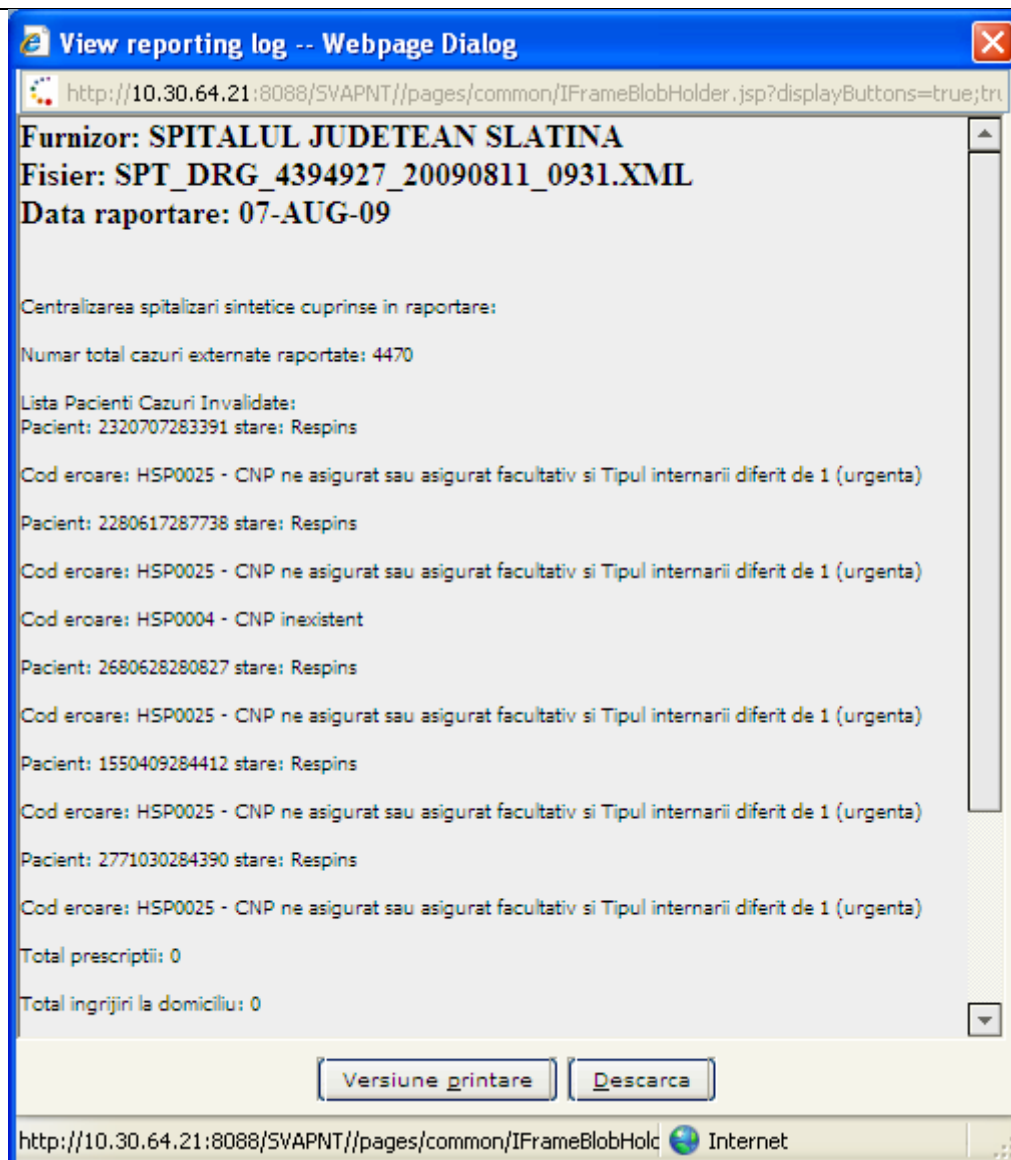 View reporting log -- Webpage Dialog
http://10.30.64.21:8088/SVAPNT//pages/common/IFrameBlobHolder.jsp?displayButtons=true;tru
Furnizor: SPITALUL JUDETEAN SLATINA
Fisier: SPT_DRG_4394927_20090811_0931.XML
Data raportare: 07-AUG-09
Centralizarea spitalizari sintetice cuprinse in raportare:
Numar total cazuri externate raportate: 4470
Lista Pacienti Cazuri Invalidate:
Pacient: 2320707283391 stare: Respins
Cod eroare: HSP0025 - CNP ne asigurat sau asigurat facultativ si Tipul internarii diferit de 1 (urgenta)
Pacient: 2280617287738 stare: Respins
Cod eroare: HSP0025 - CNP ne asigurat sau asigurat facultativ si Tipul internarii diferit de 1 (urgenta)
Cod eroare: HSP0004 - CNP inexistent
Pacient: 2680628280827 stare: Respins
Cod eroare: HSP0025 - CNP ne asigurat sau asigurat facultativ si Tipul internarii diferit de 1 (urgenta)
Pacient: 1550409284412 stare: Respins
Cod eroare: HSP0025 - CNP ne asigurat sau asigurat facultativ si Tipul internarii diferit de 1 (urgenta)
Pacient: 2771030284390 stare: Respins
Cod eroare: HSP0025 - CNP ne asigurat sau asigurat facultativ si Tipul internarii diferit de 1 (urgenta)
Total prescriptii: 0
Total ingrijiri la domiciliu: 0
Versiune printare Descarca
http://10.30.64.21:8088/SVAPNT//pages/common/IFrameBlobHolc Internet